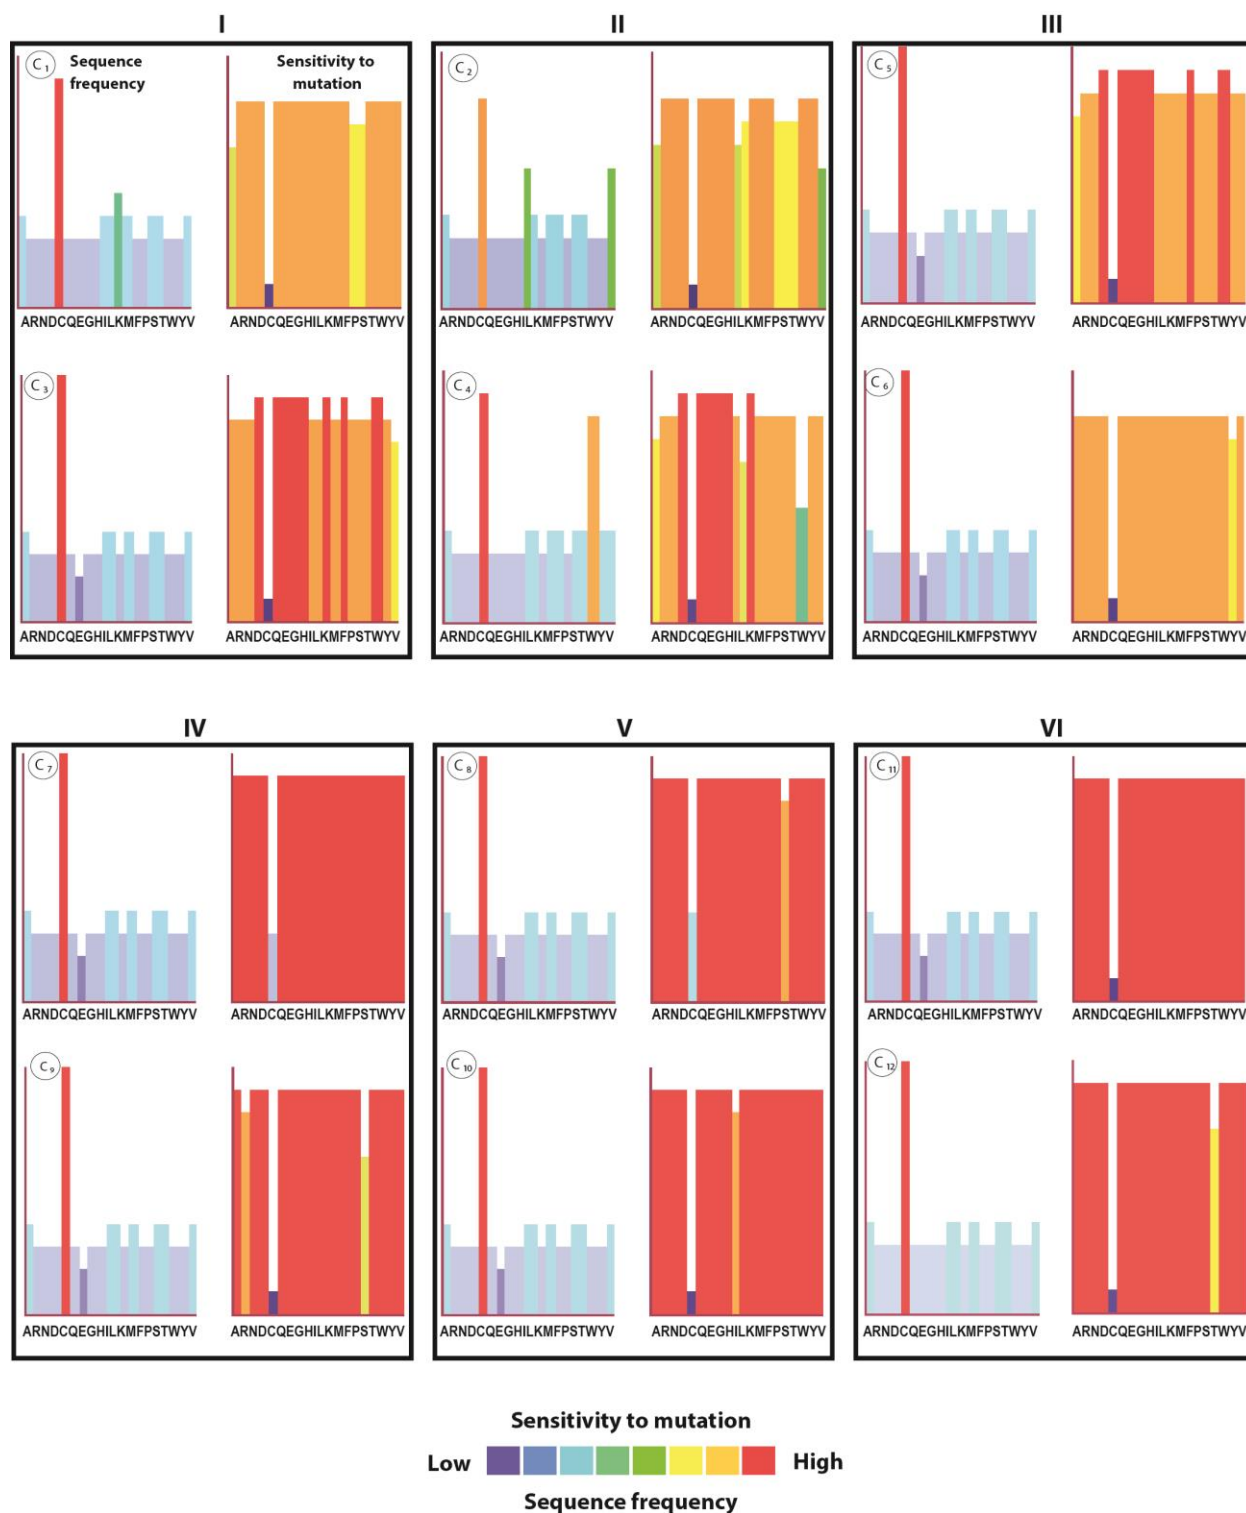 I II III
C1 Sequence frequency Sensitivity to mutation
C2
C5
ARNDCQEGHILKMFPSTWYV ARNDCQEGHILKMFPSTWYV
ARNDCQEGHILKMFPSTWYV ARNDCQEGHILKMFPSTWYV
ARNDCQEGHILKMFPSTWYV ARNDCQEGHILKMFPSTWYV
C3
C4
C6
ARNDCQEGHILKMFPSTWYV ARNDCQEGHILKMFPSTWYV
ARNDCQEGHILKMFPSTWYV ARNDCQEGHILKMFPSTWYV
ARNDCQEGHILKMFPSTWYV ARNDCQEGHILKMFPSTWYV
IV V VI
C7
C8
C11
ARNDCQEGHILKMFPSTWYV ARNDCQEGHILKMFPSTWYV
ARNDCQEGHILKMFPSTWYV ARNDCQEGHILKMFPSTWYV
ARNDCQEGHILKMFPSTWYV ARNDCQEGHILKMFPSTWYV
C9
C10
C12
ARNDCQEGHILKMFPSTWYV ARNDCQEGHILKMFPSTWYV
ARNDCQEGHILKMFPSTWYV ARNDCQEGHILKMFPSTWYV
ARNDCQEGHILKMFPSTWYV ARNDCQEGHILKMFPSTWYV
Sensitivity to mutation
Low High
Sequence frequency